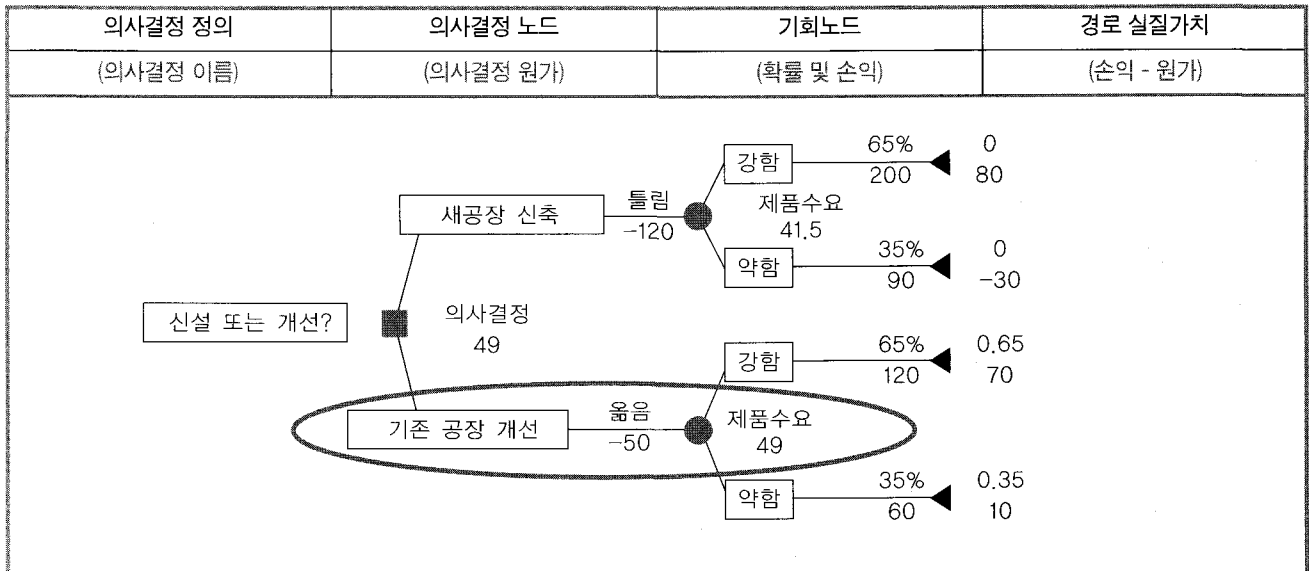 의사결정 정의 의사결정 노드 기회노드 경로 실질가치
(의사결정 이름) (의사결정 원가) (확률 및 손익) (손익 - 원가)
강함 65% 0
200 80
새공장 신축 틀림 제품수요
-120 41.5
약함 35% 0
90 -30
신설 또는 개선? 의사결정
49
강함 65% 0.65
120 70
기존 공장 개선 옳음 제품수요
-50 49
약함 35% 0.35
60 10